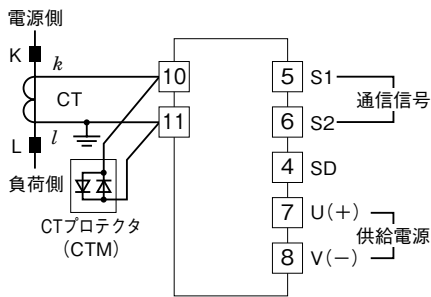 電源側
K
k
CT
l
L
負荷側
CTプロテクタ
(CTM)
10
11
5 S1
6 S2
通信信号
4 SD
7 U(+)
8 V(−)
供給電源